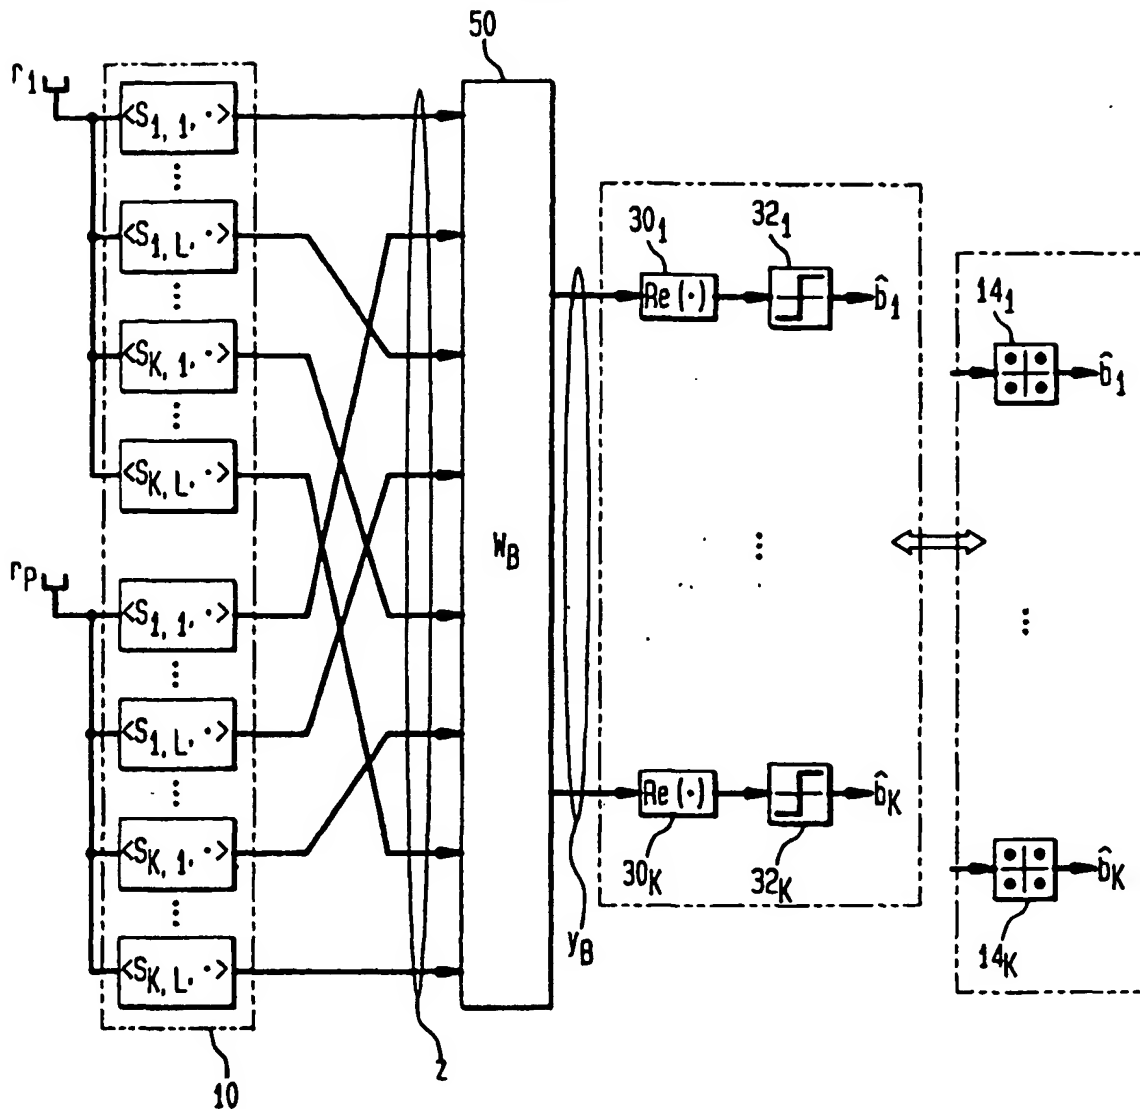 50
r1
<S1,1, ·>
<S1,L, ·>
<SK,1, ·>
<SK,L, ·>
rP
<S1,1, ·>
<S1,L, ·>
<SK,1, ·>
<SK,L, ·>
10
z
WB
yB
301
Re(·)
321
b̂1
Re(·)
30K
32K
b̂K
141
b̂1
14K
b̂K